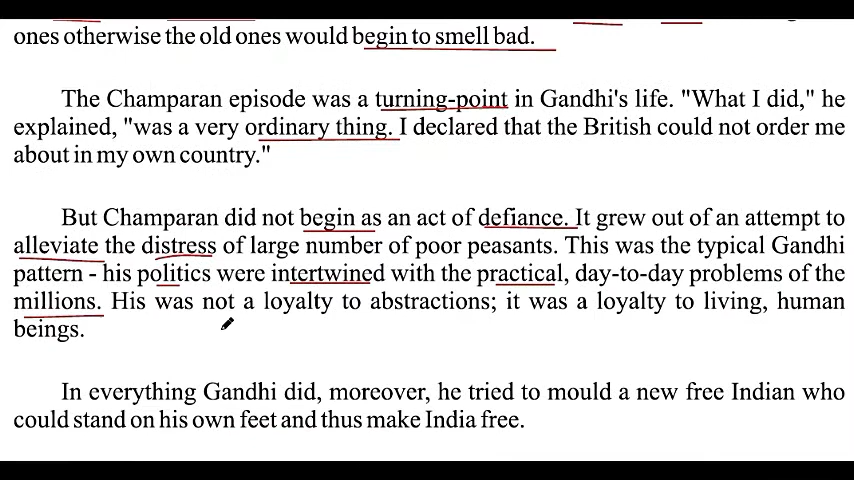 ones otherwise the old ones would begin to smell bad.
The Champaran episode was a turning-point in Gandhi's life. "What I did," he
explained, "was a very ordinary thing. I declared that the British could not order me
about in my own country."
But Champaran did not begin as an act of defiance. It grew out of an attempt to
alleviate the distress of large number of poor peasants. This was the typical Gandhi
pattern - his politics were intertwined with the practical, day-to-day problems of the
millions. His was not a loyalty to abstractions; it was a loyalty to living, human
beings.
In everything Gandhi did, moreover, he tried to mould a new free Indian who
could stand on his own feet and thus make India free.